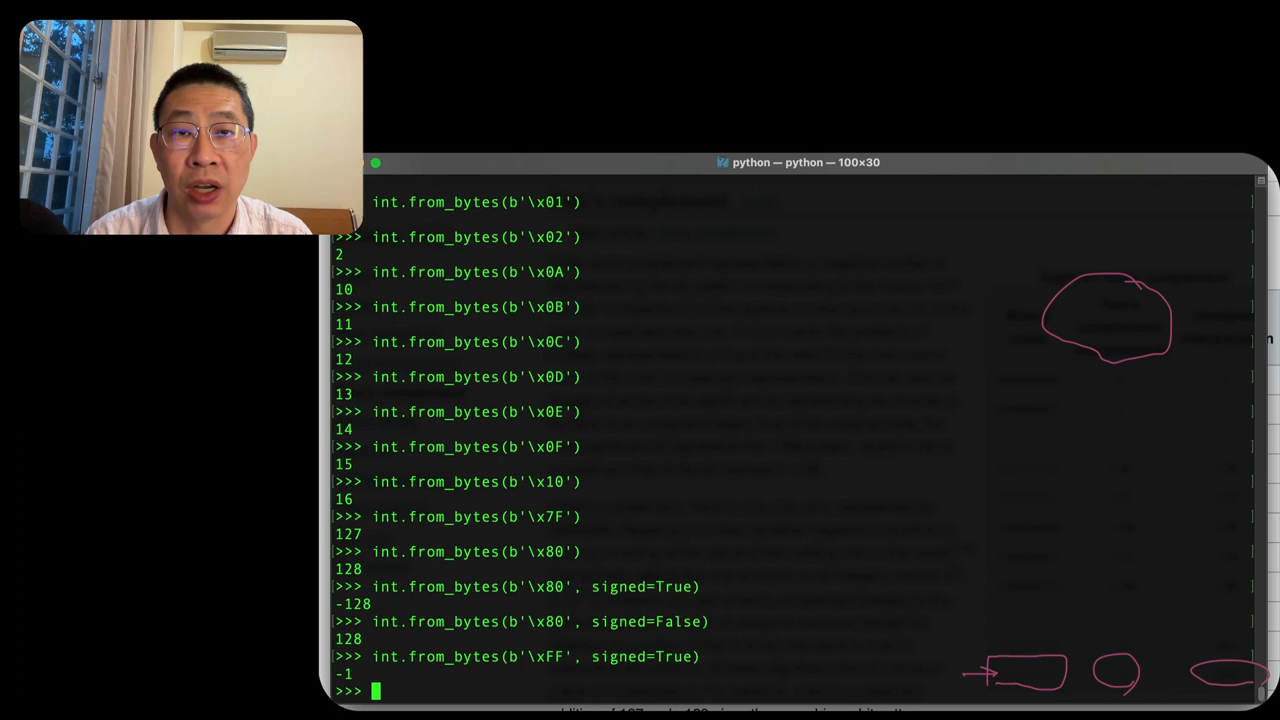 python — python — 100×30
int.from_bytes(b'\x01')
>>> int.from_bytes(b'\x02')
2
>>> int.from_bytes(b'\x0A')
10
>>> int.from_bytes(b'\x0B')
11
>>> int.from_bytes(b'\x0C')
12
>>> int.from_bytes(b'\x0D')
13
>>> int.from_bytes(b'\x0E')
14
>>> int.from_bytes(b'\x0F')
15
>>> int.from_bytes(b'\x10')
16
>>> int.from_bytes(b'\x7F')
127
>>> int.from_bytes(b'\x80')
128
>>> int.from_bytes(b'\x80', signed=True)
-128
>>> int.from_bytes(b'\x80', signed=False)
128
>>> int.from_bytes(b'\xFF', signed=True)
-1
>>>